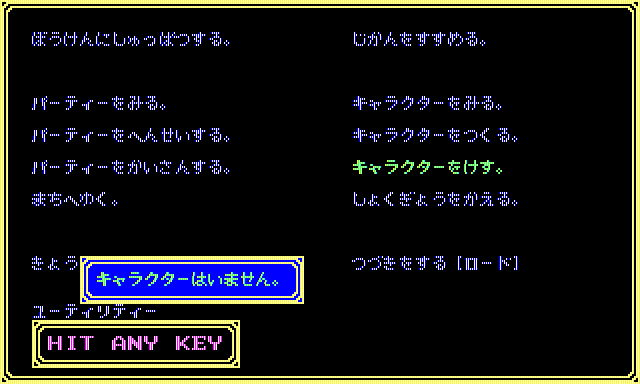 ぼうけんにしゅっぱつする。
じかんをすすめる。
パーティーをみる。
キャラクターをみる。
パーティーをへんせいする。
キャラクターをつくる。
パーティーをかいさんする。
キャラクターをけす。
まちへゆく。
しょくぎょうをかえる。
きょう
つづきをする [ロード]
キャラクターはいません。
ユーティリティー
HIT ANY KEY